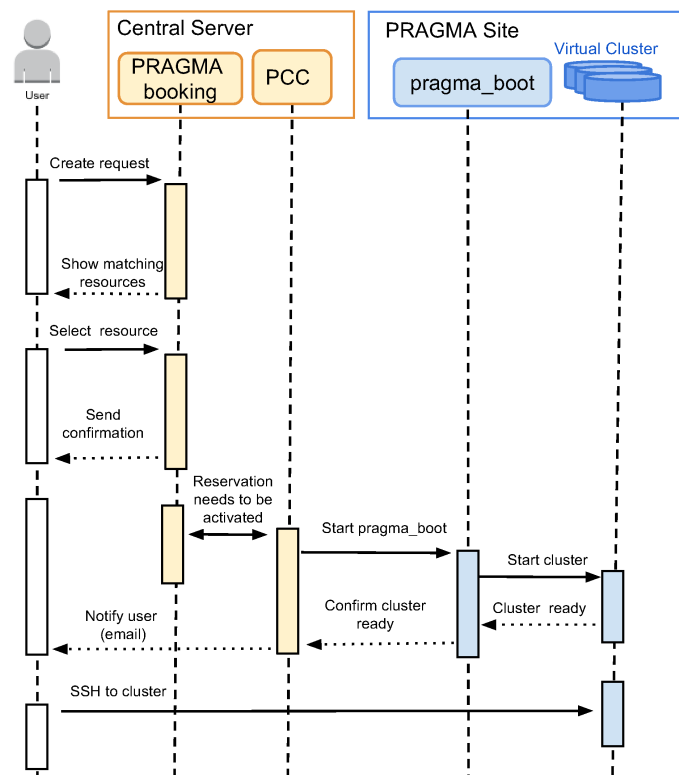 Central Server
PRAGMA Site
PRAGMA
booking
PCC
pragma_boot
Virtual Cluster
User
Create request
Show matching
resources
Select resource
Send
confirmation
Reservation
needs to be
activated
Start pragma_boot
Start cluster
Cluster ready
Confirm cluster
ready
Notify user
(email)
SSH to cluster